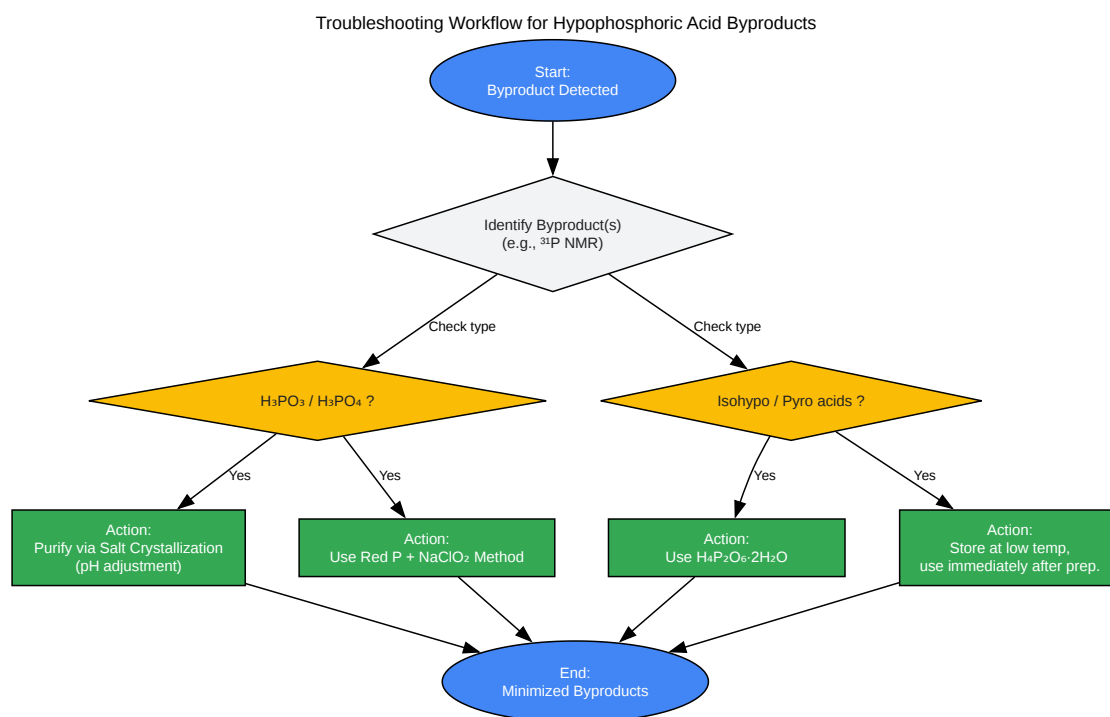 Troubleshooting Workflow for Hypophosphoric Acid Byproducts
Start:
Byproduct Detected
Identify Byproduct(s)
(e.g., ³¹P NMR)
Check type
Check type
H₃PO₃ / H₃PO₄ ?
Isohypo / Pyro acids ?
Yes
Yes
Yes
Yes
Action:
Purify via Salt Crystallization
(pH adjustment)
Action:
Use Red P + NaClO₂ Method
Action:
Use H₄P₂O₆·2H₂O
Action:
Store at low temp,
use immediately after prep.
End:
Minimized Byproducts